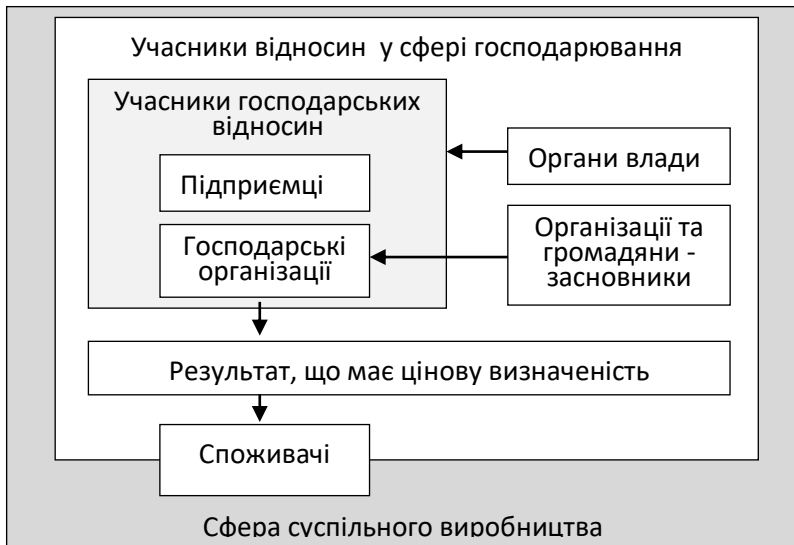 Учасники відносин у сфері господарювання
Учасники господарських
відносин
Органи влади
Підприємці
Організації та
громадяни -
засновники
Господарські
організації
Результат, що має цінову визначеність
Споживачі
Сфера суспільного виробництва